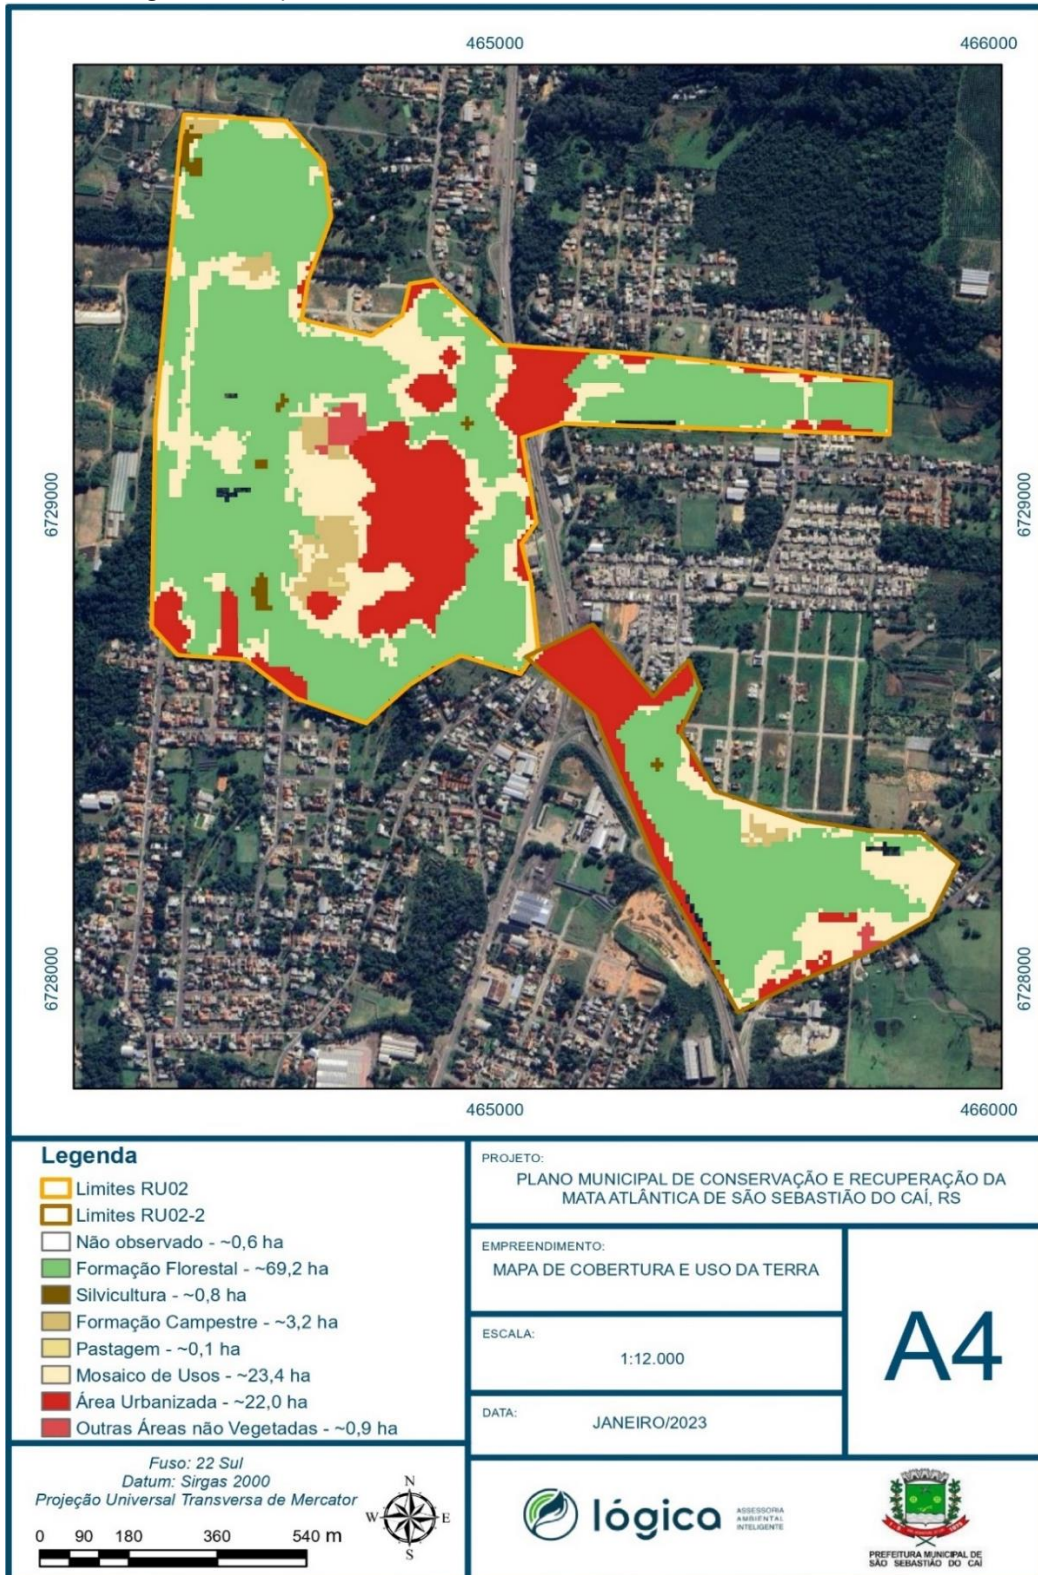 465000
466000
6729000
6729000
6728000
6728000
465000
466000
Legenda
Limites RU02
Limites RU02-2
Não observado - ~0,6 ha
Formação Florestal - ~69,2 ha
Silvicultura - ~0,8 ha
Formação Campestre - ~3,2 ha
Pastagem - ~0,1 ha
Mosaico de Usos - ~23,4 ha
Área Urbanizada - ~22,0 ha
Outras Áreas não Vegetadas - ~0,9 ha
Fuso: 22 Sul
Datum: Sirgas 2000
Projeção Universal Transversa de Mercator
N
W
E
S
0 90 180 360 540 m
PROJETO:
PLANO MUNICIPAL DE CONSERVAÇÃO E RECUPERAÇÃO DA
MATA ATLÂNTICA DE SÃO SEBASTIÃO DO CAÍ, RS
EMPREENDIMENTO:
MAPA DE COBERTURA E USO DA TERRA
ESCALA:
1:12.000
DATA:
JANEIRO/2023
A4
lógica
ASSESSORIA
AMBIENTAL
INTELIGENTE
PREFEITURA MUNICIPAL DE
SÃO SEBASTIÃO DO CAÍ